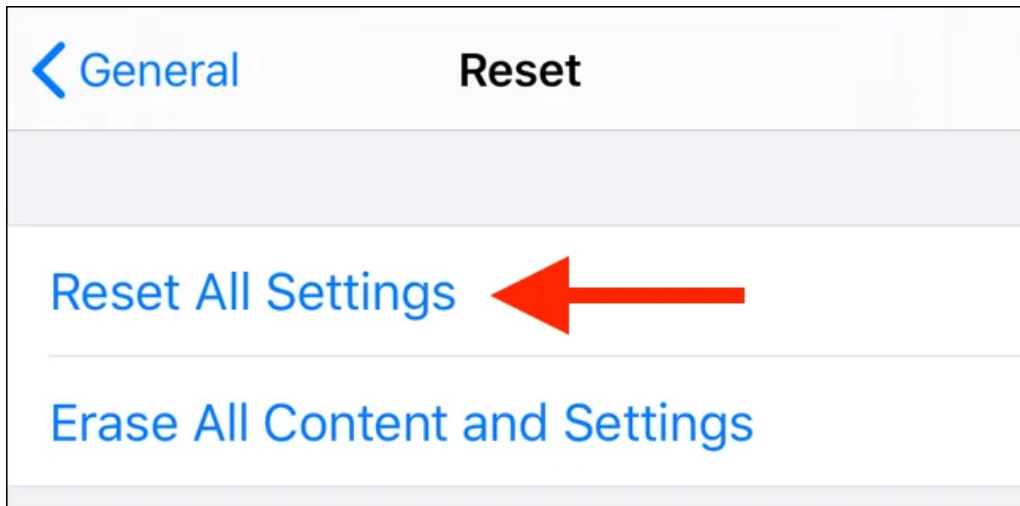 General
Reset
Reset All Settings
Erase All Content and Settings